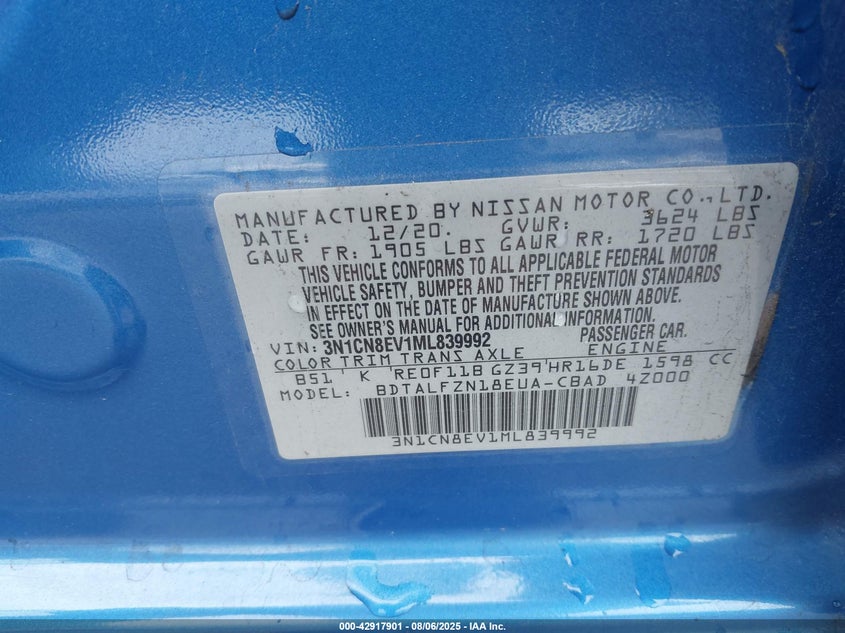 MANUFACTURED BY NISSAN MOTOR CO., LTD.
DATE: 12/20. GVWR: 3624 LBS
GAWR FR: 1905 LBS GAWR RR: 1720 LBS
THIS VEHICLE CONFORMS TO ALL APPLICABLE FEDERAL MOTOR
VEHICLE SAFETY, BUMPER AND THEFT PREVENTION STANDARDS
IN EFFECT ON THE DATE OF MANUFACTURE SHOWN ABOVE.
SEE OWNER'S MANUAL FOR ADDITIONAL INFORMATION.
VIN: 3N1CN8EV1ML839992 PASSENGER CAR.
COLOR TRIM TRANS AXLE ENGINE
B51 K RE0F11B GZ39 HR16DE 1598 CC
MODEL: BDTALFZN18EUA-CBAD 4Z000
3N1CN8EV1ML839992
000-42917901 - 08/06/2025 - IAA Inc.